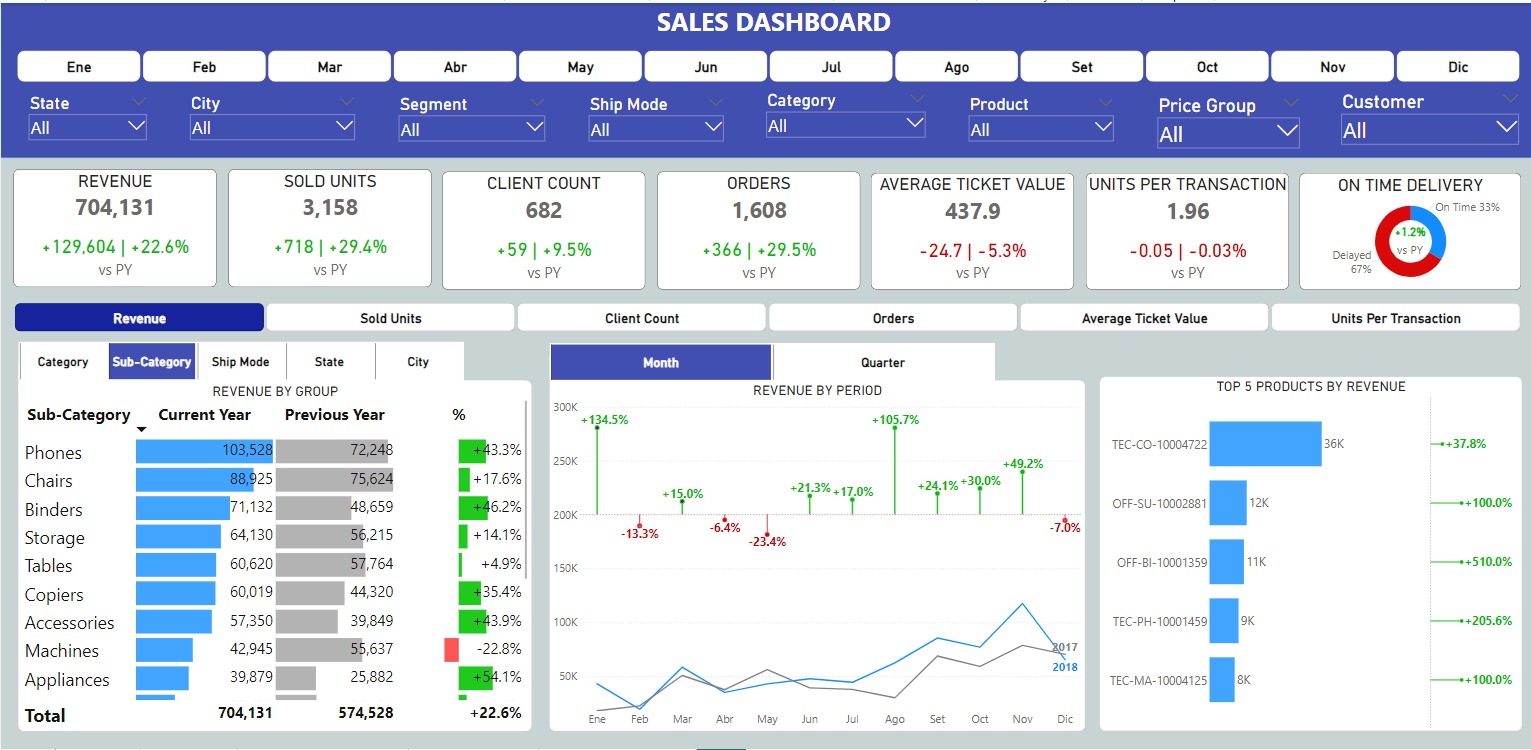 SALES DASHBOARD
Ene Feb Mar Abr May Jun Jul Ago Set Oct Nov Dic
State City Segment Ship Mode Category Product Price Group Customer
All All All All All All All All
REVENUE
704,131
+129,604 | +22.6%
vs PY
SOLD UNITS
3,158
+718 | +29.4%
vs PY
CLIENT COUNT
682
+59 | +9.5%
vs PY
ORDERS
1,608
+366 | +29.5%
vs PY
AVERAGE TICKET VALUE
437.9
-24.7 | -5.3%
vs PY
UNITS PER TRANSACTION
1.96
-0.05 | -0.03%
vs PY
ON TIME DELIVERY
On Time 33%
+1.2%
vs PY
Delayed
67%
Revenue Sold Units Client Count Orders Average Ticket Value Units Per Transaction
Category Sub-Category Ship Mode State City
REVENUE BY GROUP
Sub-Category Current Year Previous Year %
Phones 103,528 72,248 +43.3%
Chairs 88,925 75,624 +17.6%
Binders 71,132 48,659 +46.2%
Storage 64,130 56,215 +14.1%
Tables 60,620 57,764 +4.9%
Copiers 60,019 44,320 +35.4%
Accessories 57,350 39,849 +43.9%
Machines 42,945 55,637 -22.8%
Appliances 39,879 25,882 +54.1%
Total 704,131 574,528 +22.6%
Month Quarter
REVENUE BY PERIOD
300K
250K
200K
150K
100K
50K
+134.5%
-13.3%
+15.0%
-6.4%
-23.4%
+21.3%
+17.0%
+105.7%
+24.1%
+30.0%
+49.2%
-7.0%
2017
2018
Ene Feb Mar Abr May Jun Jul Ago Set Oct Nov Dic
TOP 5 PRODUCTS BY REVENUE
TEC-CO-10004722 36K +37.8%
OFF-SU-10002881 12K +100.0%
OFF-BI-10001359 11K +510.0%
TEC-PH-10001459 9K +205.6%
TEC-MA-10004125 8K +100.0%